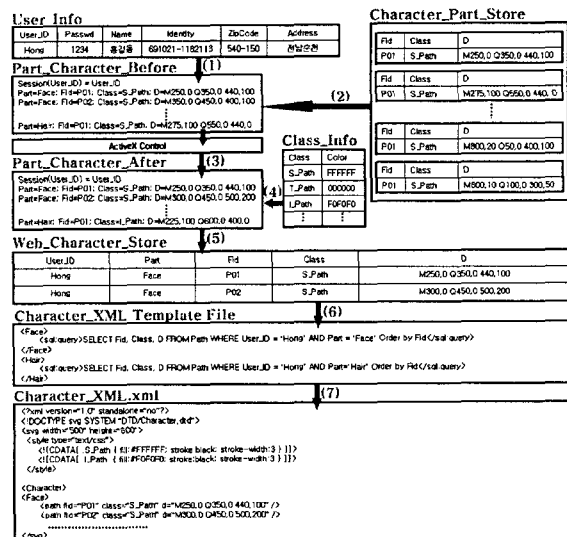 User_Info
User_ID Passwd Name Identity ZipCode Address
Hong 1234 홍길동 691021-1182113 540-150 전남순천
(1)
Part_Character_Before
Session(User_ID) = User_ID
Part=Face: Fid=P01: Class=S_Path: D=M250,0 Q350,0 440,100
Part=Face: Fid=P02: Class=S_Path: D=M350,0 Q450,0 400,100
Part=Hair: Fid=P01: Class=S_Path: D=M275,100 Q550,0 440,0
ActiveX Control
Character_Part_Store
Fid Class D
P01 S_Path M250,0 Q350,0 440,100
Fid Class D
P01 S_Path M275,100 Q550,0 440,0
Fid Class D
P01 S_Path M800,20 Q50,0 400,100
Fid Class D
P01 S_Path M600,10 Q100,0 300,50
(2)
(3)
Part_Character_After
Session(User_ID) = User_ID
Part=Face: Fid=P01: Class=S_Path: D=M250,0 Q350,0 440,100
Part=Face: Fid=P02: Class=S_Path: D=M300,0 Q450,0 500,200
Part=Hair: Fid=P01: Class=I_Path: D=M225,100 Q600,0 400,0
Class_Info
Class Color
S_Path FFFFFF
T_Path 000000
I_Path F0F0F0
(4)
(5)
Web_Character_Store
User_ID Part Fid Class D
Hong Face P01 S_Path M250,0 Q350,0 440,100
Hong Face P02 S_Path M300,0 Q450,0 500,200
(6)
Character_XML Template File
<Face>
<sql:query>SELECT Fid, Class, D FROM Path WHERE User_ID = 'Hong' AND Part = 'Face' Order by Fid</sql:query>
</Face>
<Hair>
<sql:query>SELECT Fid, Class, D FROM Path WHERE User_ID = 'Hong' AND Part='Hair' Order by Fid</sql:query>
</Hair>
(7)
Character_XML.xml
<?xml version="1.0" standalone="no"?>
<!DOCTYPE svg SYSTEM "DTD/Character.dtd">
<svg width="500" height="600">
<style type="text/css">
<![CDATA[ .S_Path { fill:#FFFFFF; stroke:black; stroke-width:3 } ]]>
<![CDATA[ .I_Path { fill:#F0F0F0; stroke:black; stroke-width:3 } ]]>
</style>
<Character>
<Face>
<path fid="P01" class="S_Path" d="M250,0 Q350,0 440,100" />
<path fid="P02" class="S_Path" d="M300,0 Q450,0 500,200" />
..............................
</svg>